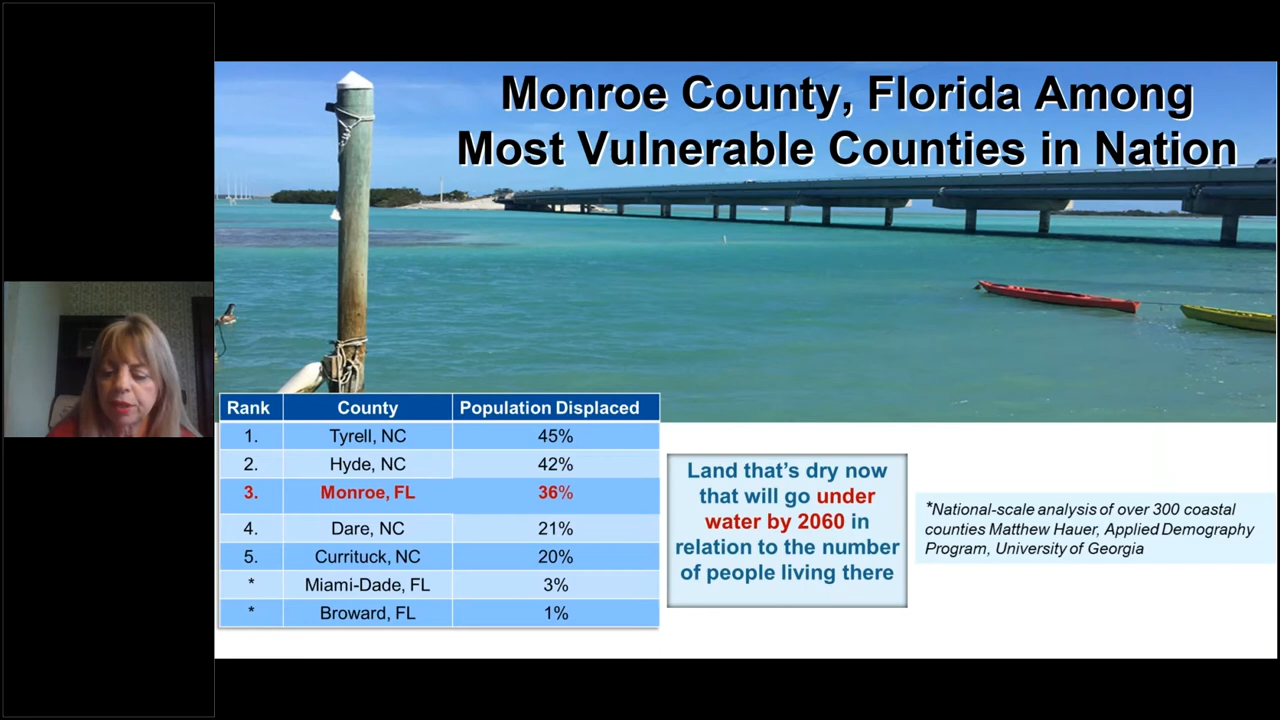 Monroe County, Florida Among
Most Vulnerable Counties in Nation
Rank County Population Displaced
1. Tyrell, NC 45%
2. Hyde, NC 42%
3. Monroe, FL 36%
4. Dare, NC 21%
5. Currituck, NC 20%
* Miami-Dade, FL 3%
* Broward, FL 1%
Land that’s dry now
that will go under
water by 2060 in
relation to the number
of people living there
*National-scale analysis of over 300 coastal
counties Matthew Hauer, Applied Demography
Program, University of Georgia